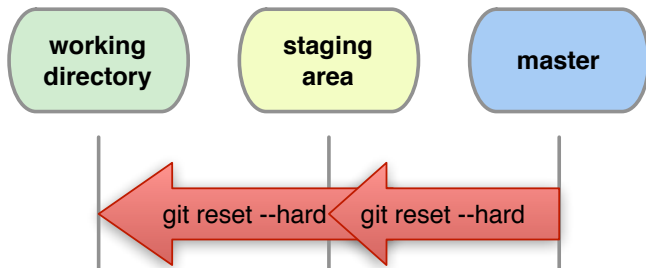 working
directory
staging
area
master
git reset --hard
git reset --hard